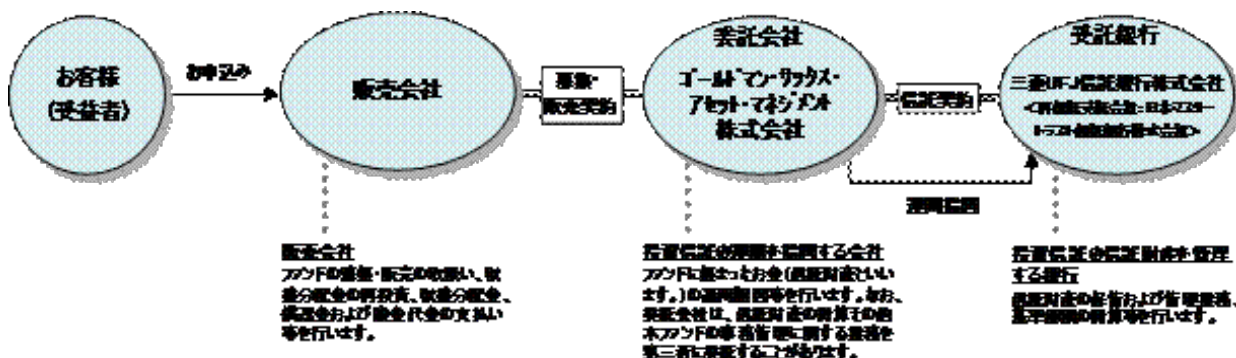 お客様
(受益者)
お申込み
販売会社
募集・
販売契約
委託会社
ゴールドマン・サックス・
アセット・マネジメント
株式会社
信託契約
受託銀行
三菱UFJ信託銀行株式会社
運用指図
販売会社
ファンドの募集・販売の取扱い、収
益分配金の再投資、収益分配金、
償還金および換金代金の支払い
等を行います。
投資信託の運用を指図する会社
ファンドに集まったお金(信託財産といい
ます。)の運用指図等を行います。なお、
委託会社は、信託財産の計算その他
本ファンドの事務管理に関する業務を
第三者に委託することがあります。
投資信託の信託財産を管理
する銀行
信託財産の保管および管理業務、
基準価額の計算等を行います。